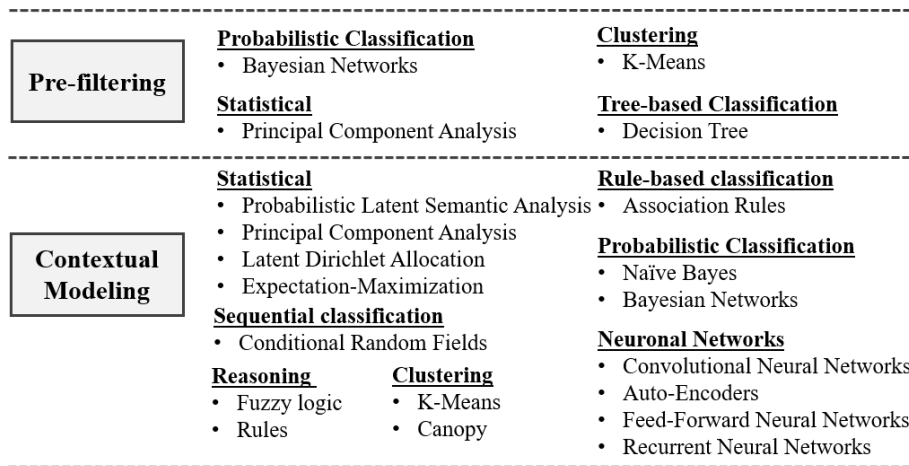 Pre-filtering
Probabilistic Classification
• Bayesian Networks
Statistical
• Principal Component Analysis
Clustering
• K-Means
Tree-based Classification
• Decision Tree
Contextual
Modeling
Statistical
• Probabilistic Latent Semantic Analysis
• Principal Component Analysis
• Latent Dirichlet Allocation
• Expectation-Maximization
Sequential classification
• Conditional Random Fields
Reasoning
• Fuzzy logic
• Rules
Clustering
• K-Means
• Canopy
Rule-based classification
• Association Rules
Probabilistic Classification
• Naïve Bayes
• Bayesian Networks
Neuronal Networks
• Convolutional Neural Networks
• Auto-Encoders
• Feed-Forward Neural Networks
• Recurrent Neural Networks